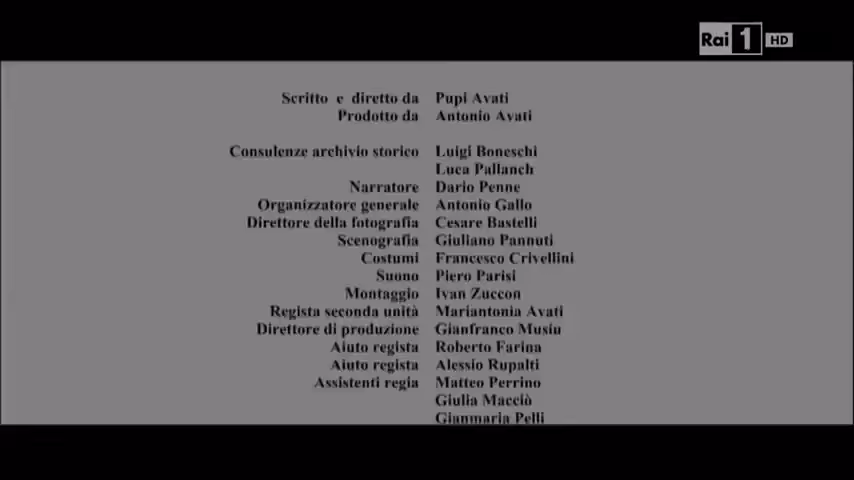 Rai 1 HD
Scritto e diretto da Pupi Avati
Prodotto da Antonio Avati
Consulenze archivio storico Luigi Boneschi
Luca Pallanch
Narratore Dario Penne
Organizzatore generale Antonio Gallo
Direttore della fotografia Cesare Bastelli
Scenografia Giuliano Pannuti
Costumi Francesco Crivellini
Suono Piero Parisi
Montaggio Ivan Zuccon
Regista seconda unità Mariantonia Avati
Direttore di produzione Gianfranco Musiu
Aiuto regista Roberto Farina
Aiuto regista Alessio Rupalti
Assistenti regia Matteo Perrino
Giulia Macciò
Gianmaria Pelli